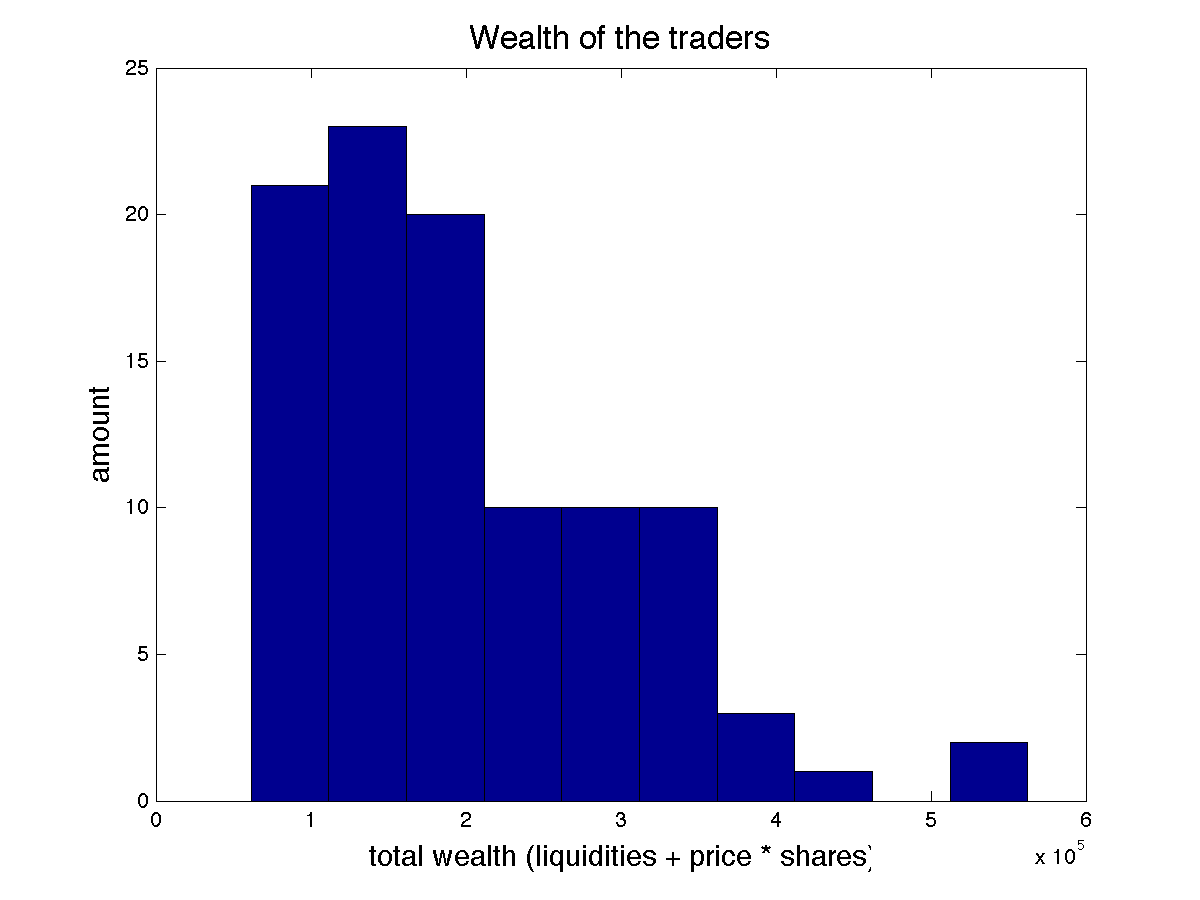 Wealth of the traders
25
20
15
10
5
0
amount
0 1 2 3 4 5 6
total wealth (liquidities + price * shares)
x 10^5